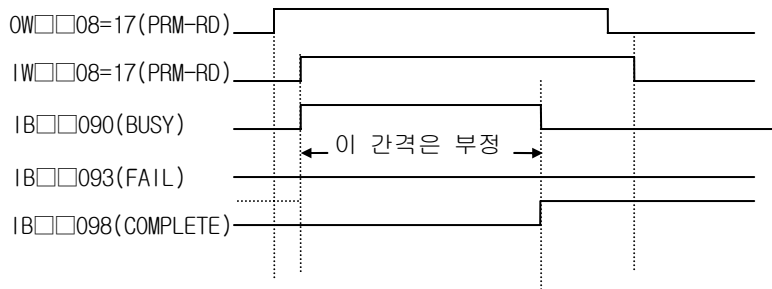 OW□□08=17(PRM-RD)
IW□□08=17(PRM-RD)
IB□□090(BUSY)
이 간격은 부정
IB□□093(FAIL)
IB□□098(COMPLETE)